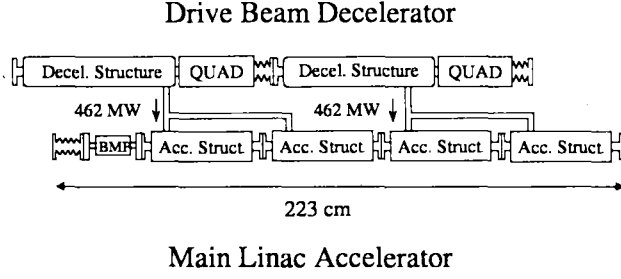 Drive Beam Decelerator
Decel. Structure QUAD Decel. Structure QUAD
462 MW 462 MW
BMP Acc. Struct. Acc. Struct. Acc. Struct. Acc. Struct.
223 cm
Main Linac Accelerator